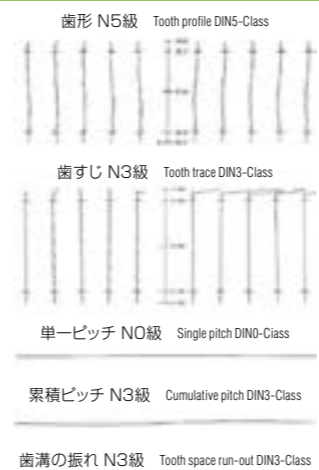 歯形 N5級 Tooth profile DIN5-Class
歯すじ N3級 Tooth trace DIN3-Class
単一ピッチ N0級 Single pitch DIN0-Ciass
累積ピッチ N3級 Cumulative pitch DIN3-Class
歯溝の振れ N3級 Tooth space run-out DIN3-Class